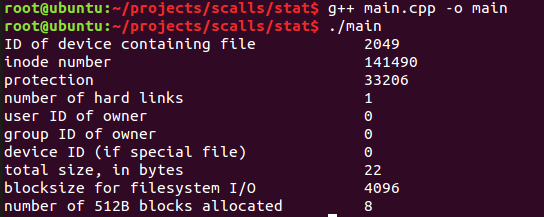 root@ubuntu:~/projects/scalls/stat$ g++ main.cpp -o main
root@ubuntu:~/projects/scalls/stat$ ./main
ID of device containing file 2049
inode number 141490
protection 33206
number of hard links 1
user ID of owner 0
group ID of owner 0
device ID (if special file) 0
total size, in bytes 22
blocksize for filesystem I/O 4096
number of 512B blocks allocated 8